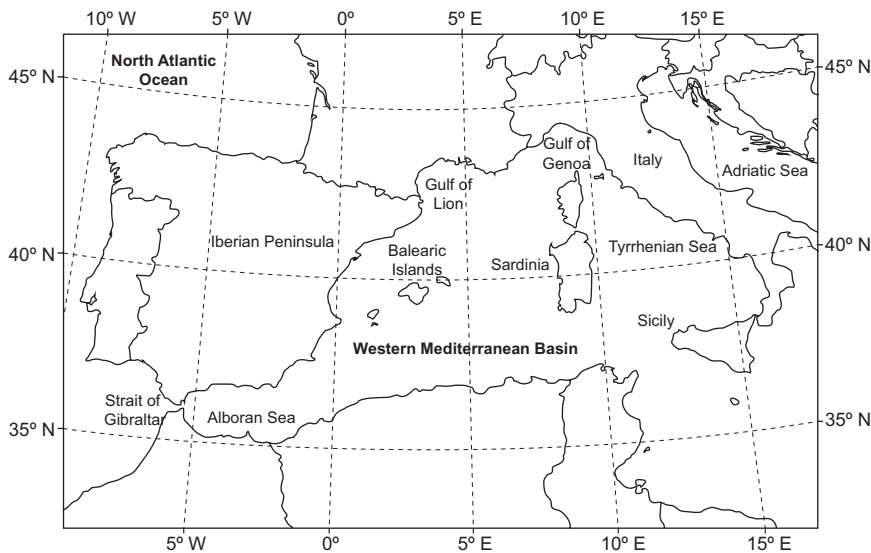 10º W
5º W
0º
5º E
10º E
15º E
North Atlantic
Ocean
45º N
45º N
Gulf of
Genoa
Italy
Adriatic Sea
Gulf of
Lion
Iberian Peninsula
40º N
Balearic
Islands
Sardinia
Tyrrhenian Sea
40º N
Sicily
Western Mediterranean Basin
Strait of
Gibraltar
Alboran Sea
35º N
35º N
5º W
0º
5º E
10º E
15º E